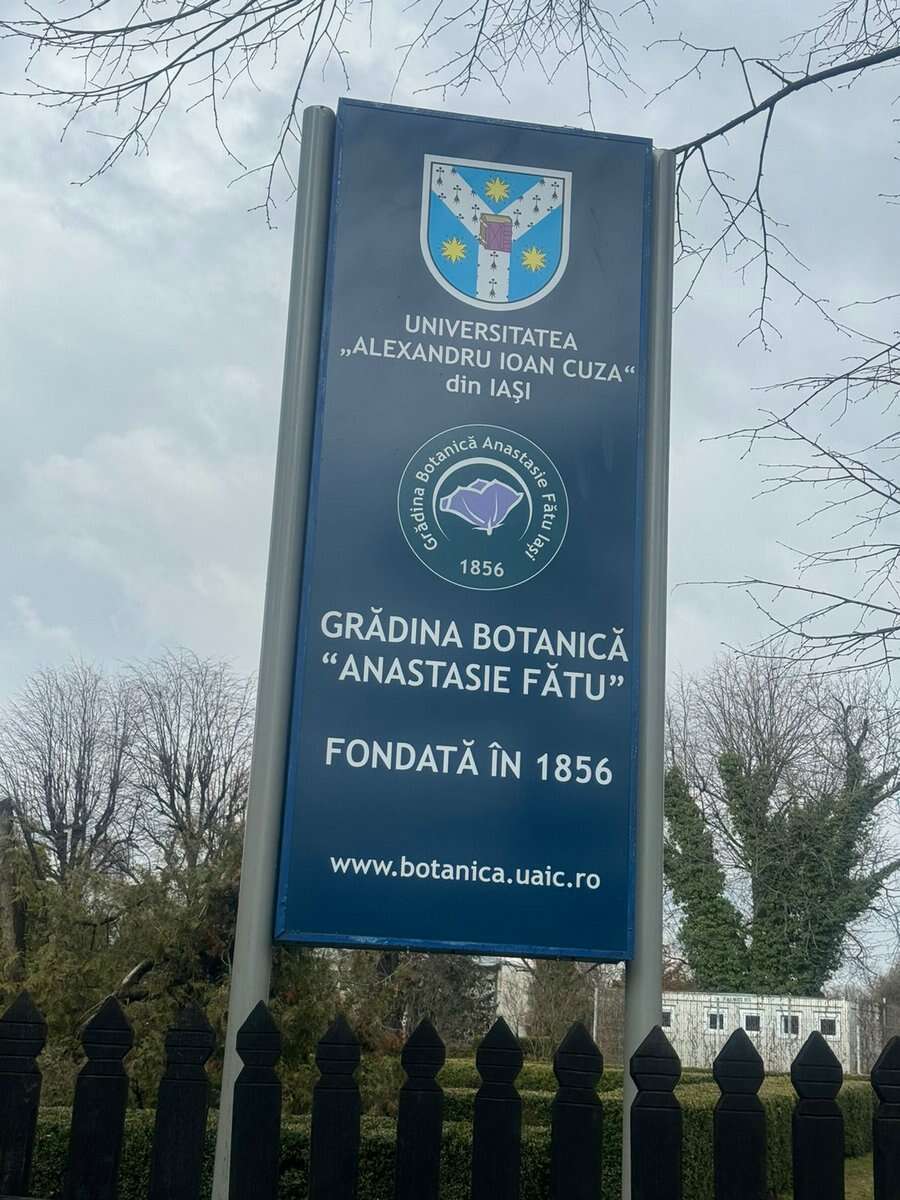 UNIVERSITATEA
„ALEXANDRU IOAN CUZA“
din IAŞI
Grădina Botanică Anastasie Fătu Iaşi
1856
GRĂDINA BOTANICĂ
“ANASTASIE FĂTU”
FONDATĂ ÎN 1856
www.botanica.uaic.ro